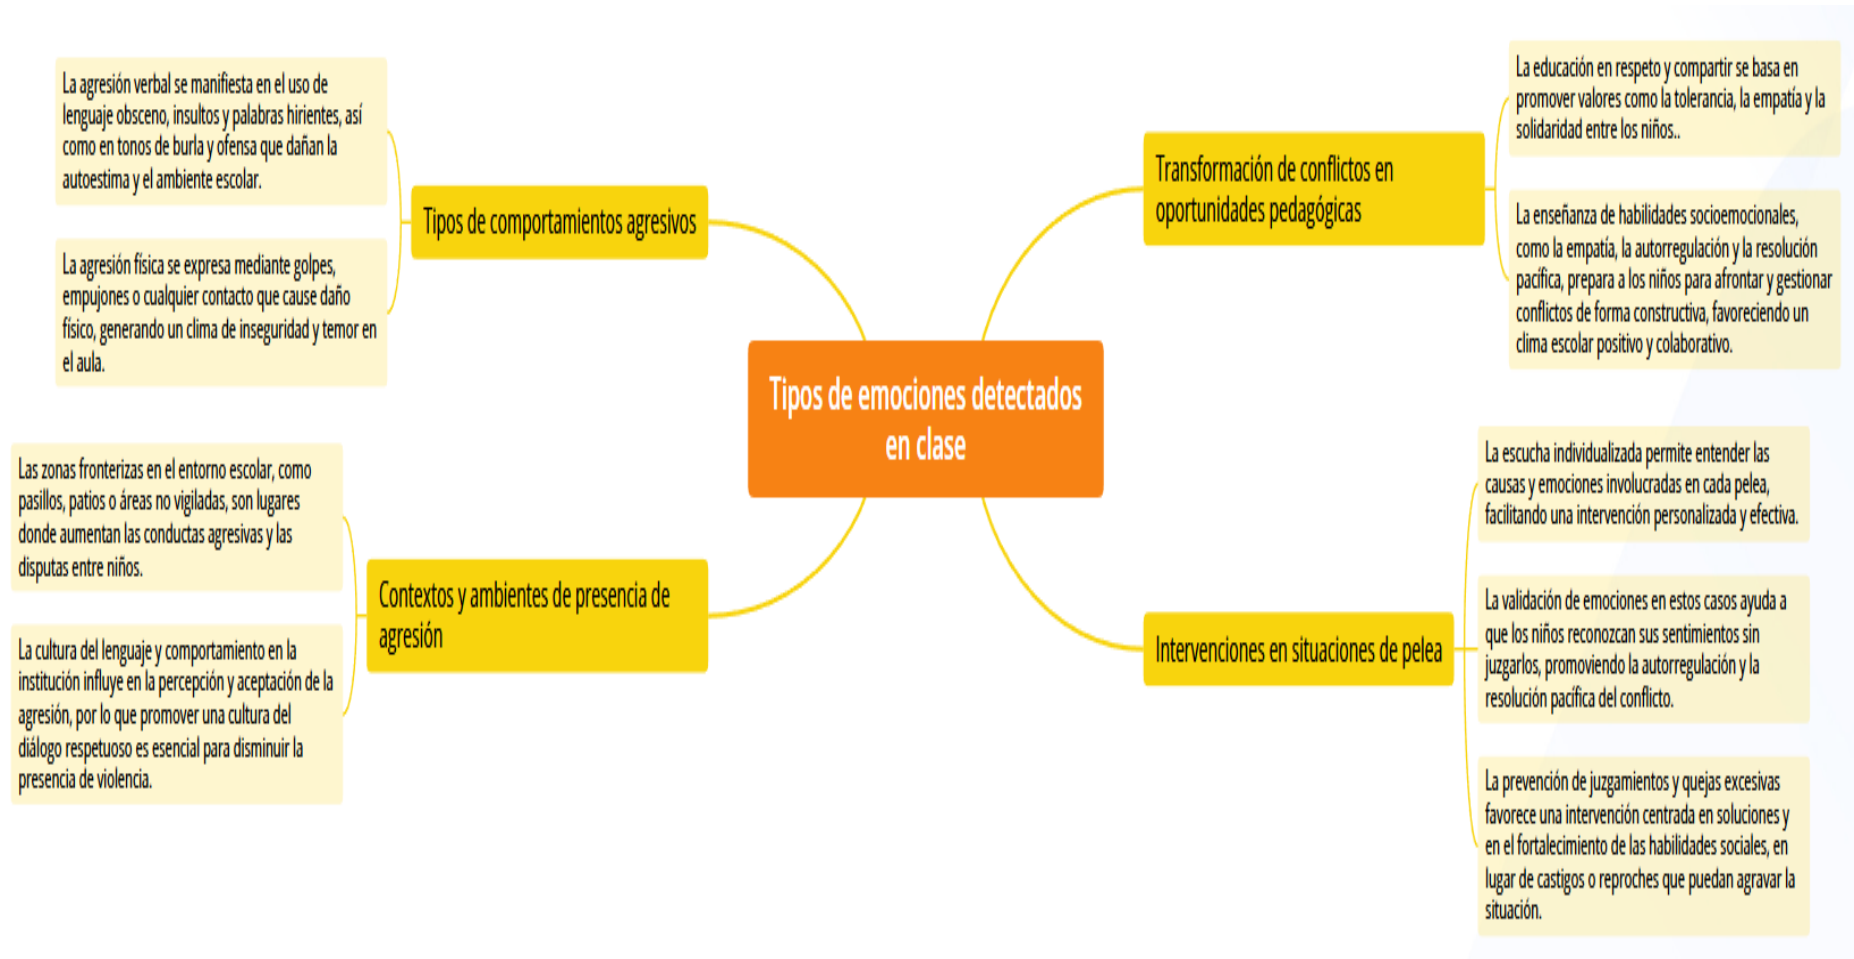 Tipos de emociones detectados
en clase
Tipos de comportamientos agresivos
La agresión verbal se manifiesta en el uso de
lenguaje obsceno, insultos y palabras hirientes, así
como en tonos de burla y ofensa que dañan la
autoestima y el ambiente escolar.
La agresión física se expresa mediante golpes,
empujones o cualquier contacto que cause daño
físico, generando un clima de inseguridad y temor en
el aula.
Contextos y ambientes de presencia de
agresión
Las zonas fronterizas en el entorno escolar, como
pasillos, patios o áreas no vigiladas, son lugares
donde aumentan las conductas agresivas y las
disputas entre niños.
La cultura del lenguaje y comportamiento en la
institución influye en la percepción y aceptación de la
agresión, por lo que promover una cultura del
diálogo respetuoso es esencial para disminuir la
presencia de violencia.
Transformación de conflictos en
oportunidades pedagógicas
La educación en respeto y compartir se basa en
promover valores como la tolerancia, la empatía y la
solidaridad entre los niños..
La enseñanza de habilidades socioemocionales,
como la empatía, la autorregulación y la resolución
pacífica, prepara a los niños para afrontar y gestionar
conflictos de forma constructiva, favoreciendo un
clima escolar positivo y colaborativo.
Intervenciones en situaciones de pelea
La escucha individualizada permite entender las
causas y emociones involucradas en cada pelea,
facilitando una intervención personalizada y efectiva.
La validación de emociones en estos casos ayuda a
que los niños reconozcan sus sentimientos sin
juzgarlos, promoviendo la autorregulación y la
resolución pacífica del conflicto.
La prevención de juzgamientos y quejas excesivas
favorece una intervención centrada en soluciones y
en el fortalecimiento de las habilidades sociales, en
lugar de castigos o reproches que puedan agravar la
situación.